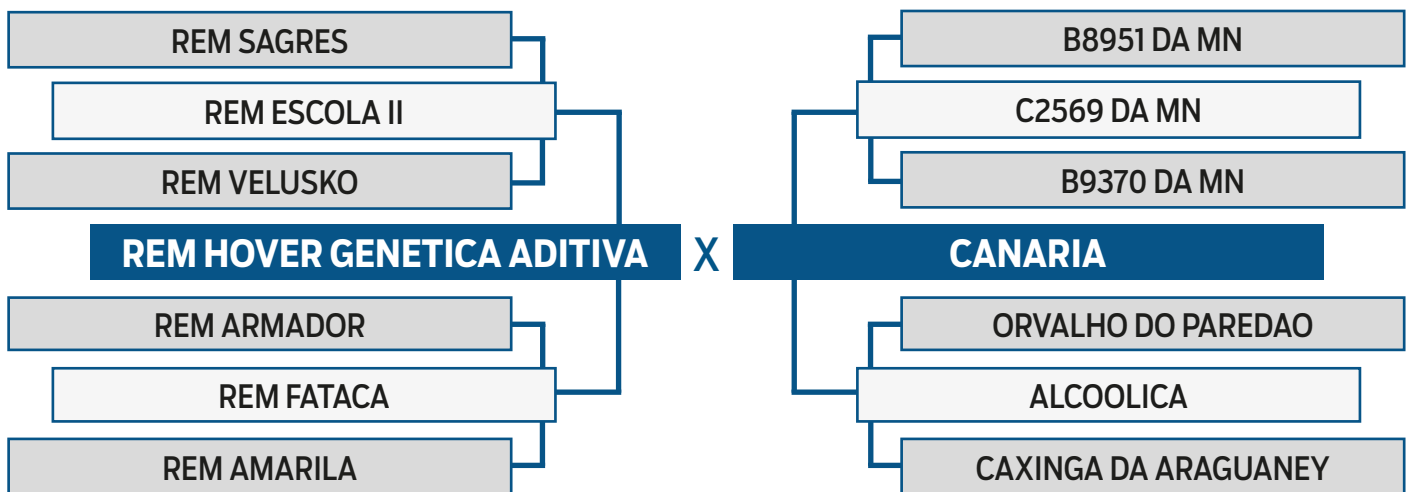 REM SAGRES
REM ESCOLA II
REM VELUSKO
REM HOVER GENETICA ADITIVA
REM ARMADOR
REM FATACA
REM AMARILA
X
B8951 DA MN
C2569 DA MN
B9370 DA MN
CANARIA
ORVALHO DO PAREDAO
ALCOOLICA
CAXINGA DA ARAGUANEY